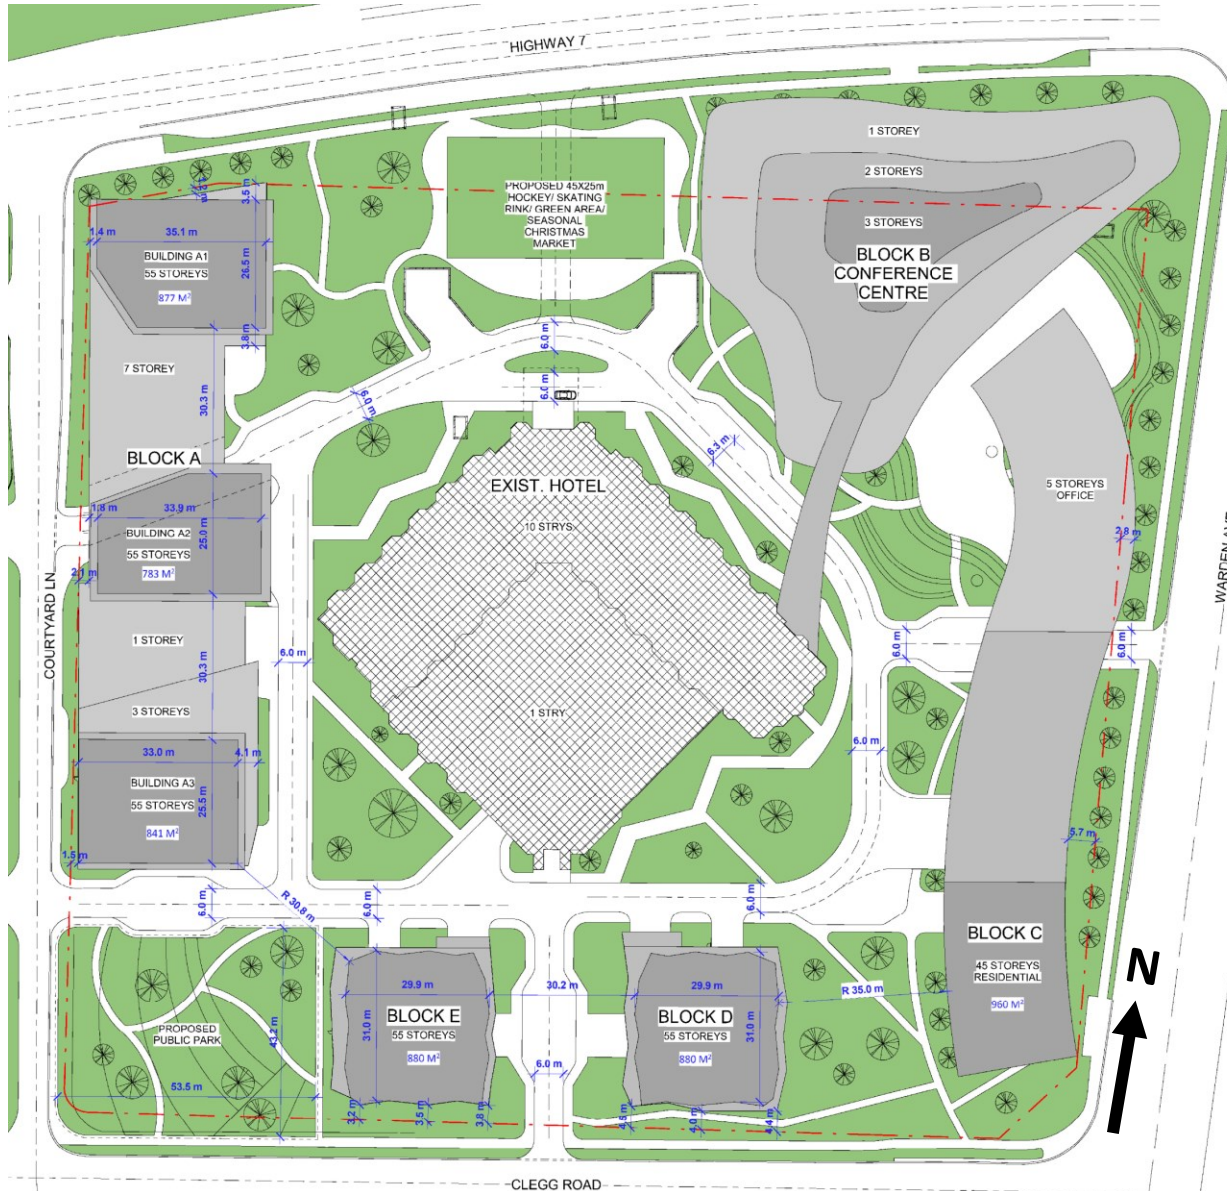 HIGHWAY 7
1 STOREY
2 STOREYS
3 STOREYS
BLOCK B
CONFERENCE
CENTRE
PROPOSED 45X25m
HOCKEY/ SKATING
RINK/ GREEN AREA/
SEASONAL
CHRISTMAS
MARKET
3.5 m
1.4 m
35.1 m
BUILDING A1
55 STOREYS
877 M²
26.5 m
3.8 m
7 STOREY
30.3 m
6.0 m
6.0 m
6.0 m
6.3 m
BLOCK A
EXIST. HOTEL
10 STRYS
1 STRY
5 STOREYS
OFFICE
2.8 m
1.8 m
33.9 m
BUILDING A2
55 STOREYS
783 M²
25.0 m
2.1 m
COURTYARD LN
1 STOREY
30.3 m
3 STOREYS
6.0 m
6.0 m
6.0 m
6.0 m
33.0 m
4.1 m
BUILDING A3
55 STOREYS
841 M²
25.5 m
1.5 m
R 30.8 m
6.0 m
6.0 m
6.0 m
5.7 m
BLOCK C
45 STOREYS
RESIDENTIAL
960 M²
N
PROPOSED
PUBLIC PARK
43.2 m
53.5 m
29.9 m
BLOCK E
55 STOREYS
880 M²
31.0 m
30.2 m
6.0 m
29.9 m
BLOCK D
55 STOREYS
880 M²
31.0 m
R 35.0 m
3.2 m
3.5 m
3.8 m
4.5 m
4.0 m
4.4 m
CLEGG ROAD